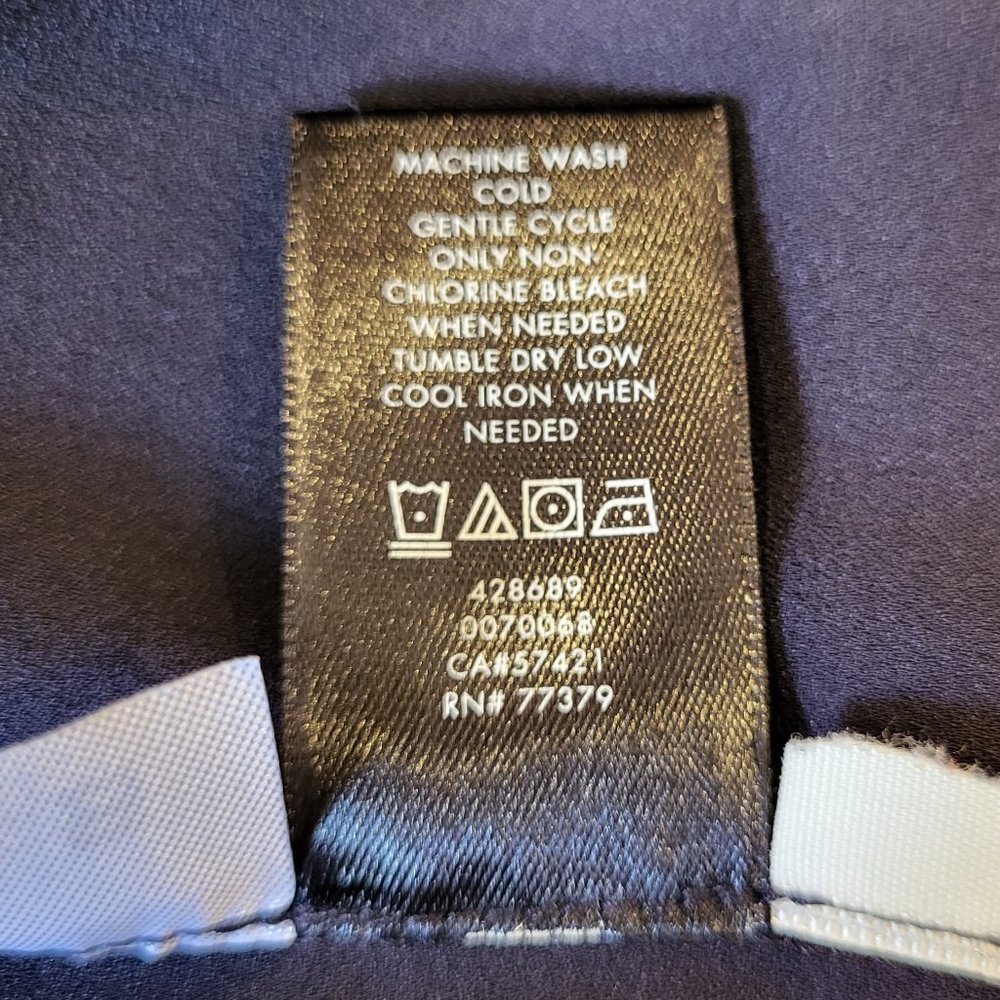 MACHINE WASH
COLD
GENTLE CYCLE
ONLY NON-
CHLORINE BLEACH
WHEN NEEDED
TUMBLE DRY LOW
COOL IRON WHEN
NEEDED
428689
0070068
CA#57421
RN# 77379